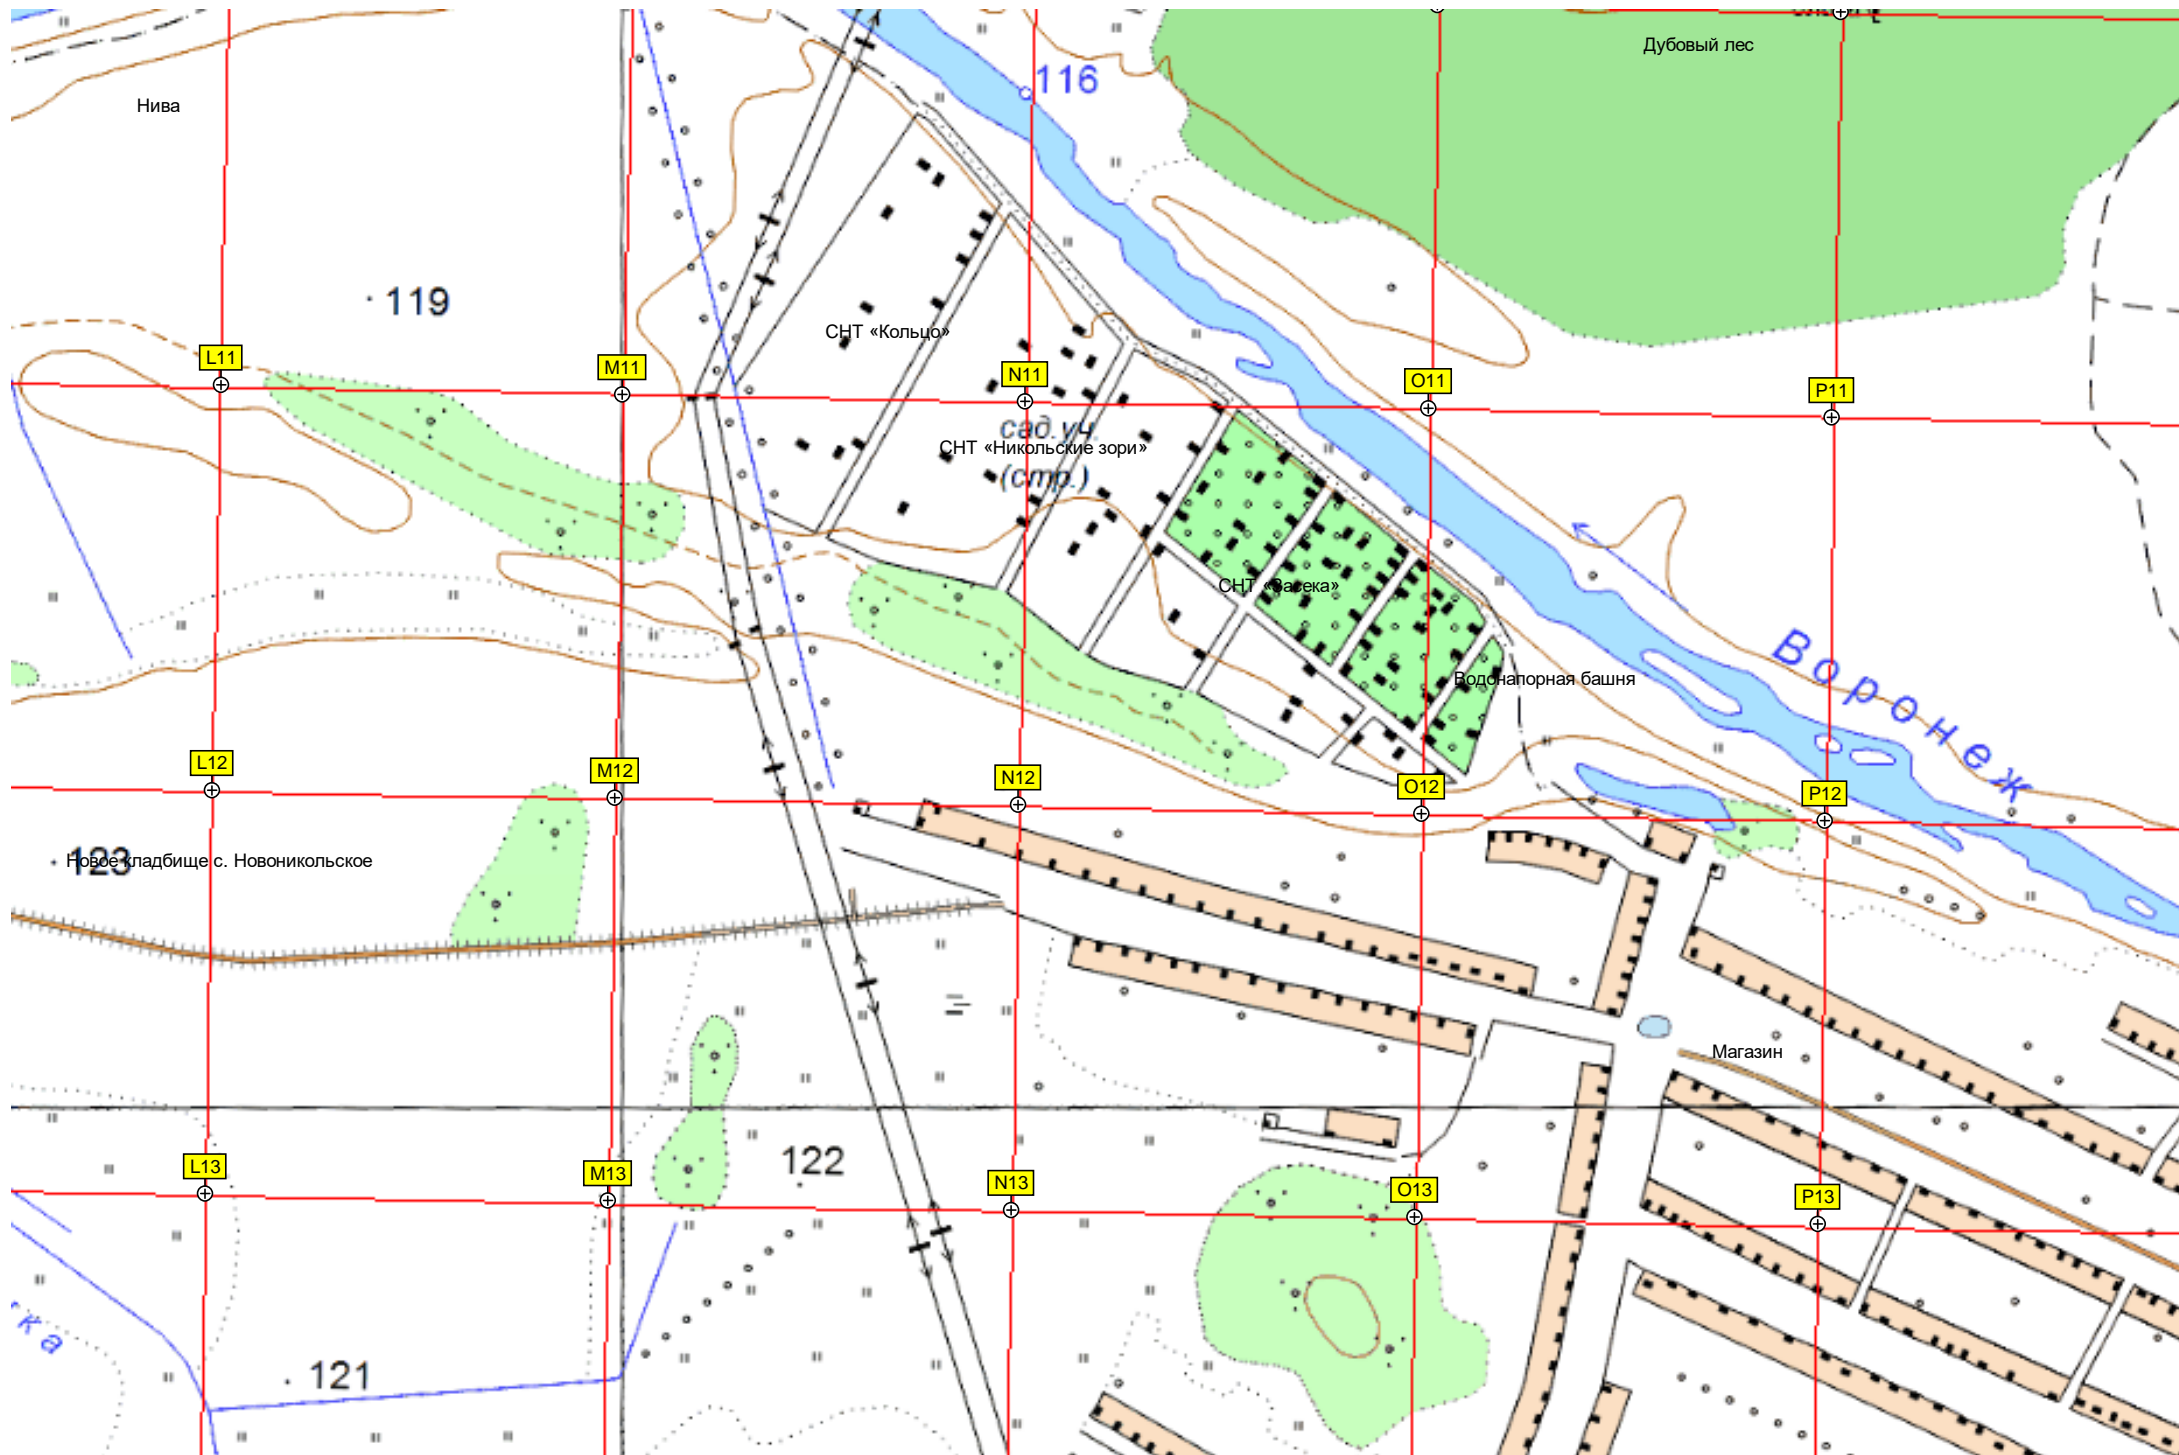 Дубовый лес
116
Нива
119
СНТ «Кольцо»
L11
M11
N11
O11
P11
сад.уч.
СНТ «Никольские зори»
(стр.)
СНТ «Засека»
Воронеж
Водонапорная башня
L12
M12
N12
O12
P12
123
Новое кладбище с. Новоникольское
Магазин
122
L13
M13
N13
O13
P13
ка
121